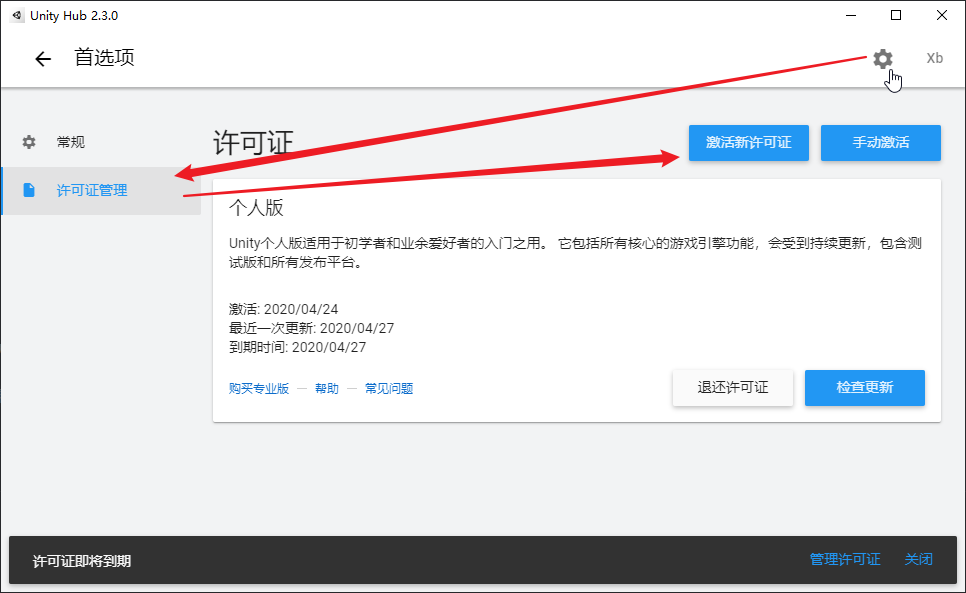 Unity Hub 2.3.0
首选项
Xb
常规
许可证管理
许可证
激活新许可证
手动激活
个人版
Unity个人版适用于初学者和业余爱好者的入门之用。 它包括所有核心的游戏引擎功能，会受到持续更新，包含测
试版和所有发布平台。
激活: 2020/04/24
最近一次更新: 2020/04/27
到期时间: 2020/04/27
购买专业版 — 帮助 — 常见问题
退还许可证
检查更新
许可证即将到期
管理许可证
关闭